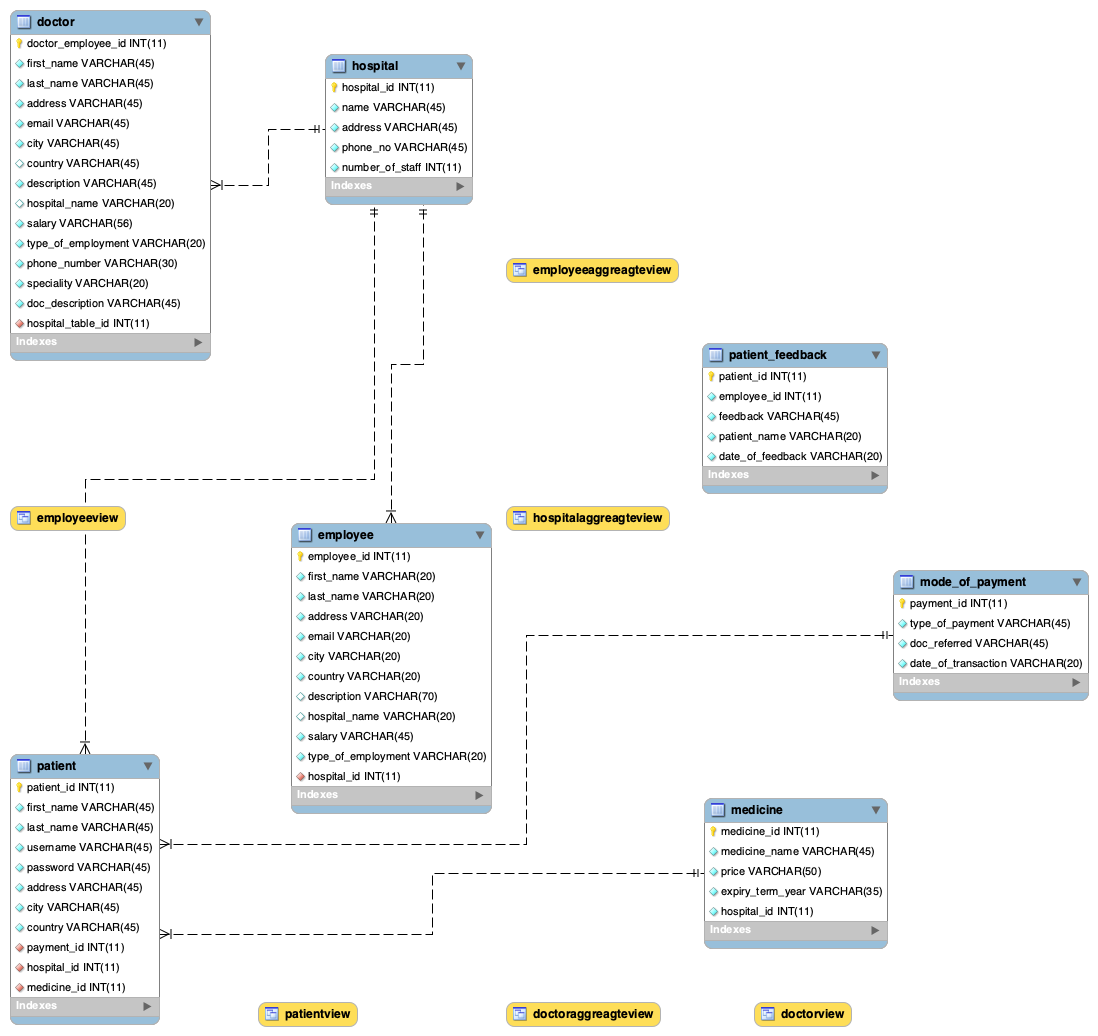 doctor
doctor_employee_id INT(11)
first_name VARCHAR(45)
last_name VARCHAR(45)
address VARCHAR(45)
email VARCHAR(45)
city VARCHAR(45)
country VARCHAR(45)
description VARCHAR(45)
hospital_name VARCHAR(20)
salary VARCHAR(56)
type_of_employment VARCHAR(20)
phone_number VARCHAR(30)
speciality VARCHAR(20)
doc_description VARCHAR(45)
hospital_table_id INT(11)
Indexes
hospital
hospital_id INT(11)
name VARCHAR(45)
address VARCHAR(45)
phone_no VARCHAR(45)
number_of_staff INT(11)
Indexes
employeeaggreagteview
patient_feedback
patient_id INT(11)
employee_id INT(11)
feedback VARCHAR(45)
patient_name VARCHAR(20)
date_of_feedback VARCHAR(20)
Indexes
employeeview
hospitalaggreagteview
employee
employee_id INT(11)
first_name VARCHAR(20)
last_name VARCHAR(20)
address VARCHAR(20)
email VARCHAR(20)
city VARCHAR(20)
country VARCHAR(20)
description VARCHAR(70)
hospital_name VARCHAR(20)
salary VARCHAR(45)
type_of_employment VARCHAR(20)
hospital_id INT(11)
Indexes
mode_of_payment
payment_id INT(11)
type_of_payment VARCHAR(45)
doc_referred VARCHAR(45)
date_of_transaction VARCHAR(20)
Indexes
patient
patient_id INT(11)
first_name VARCHAR(45)
last_name VARCHAR(45)
username VARCHAR(45)
password VARCHAR(45)
address VARCHAR(45)
city VARCHAR(45)
country VARCHAR(45)
payment_id INT(11)
hospital_id INT(11)
medicine_id INT(11)
Indexes
medicine
medicine_id INT(11)
medicine_name VARCHAR(45)
price VARCHAR(50)
expiry_term_year VARCHAR(35)
hospital_id INT(11)
Indexes
patientview
doctoraggreagteview
doctorview